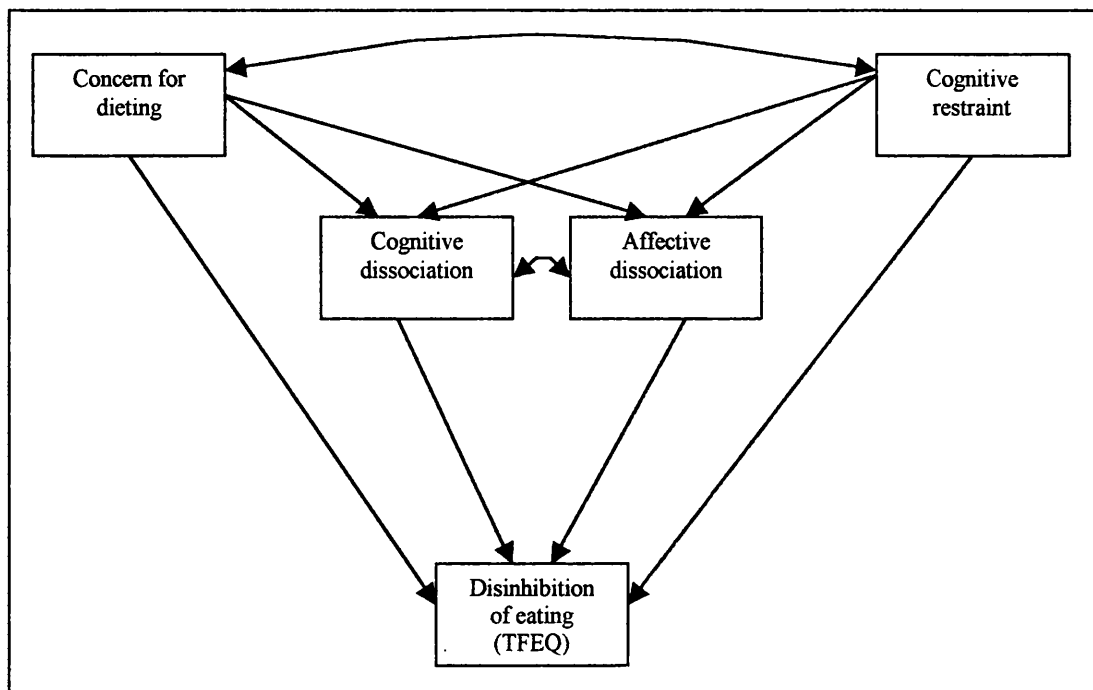 Concern for
dieting
Cognitive
restraint
Cognitive
dissociation
Affective
dissociation
Disinhibition
of eating
(TFEQ)